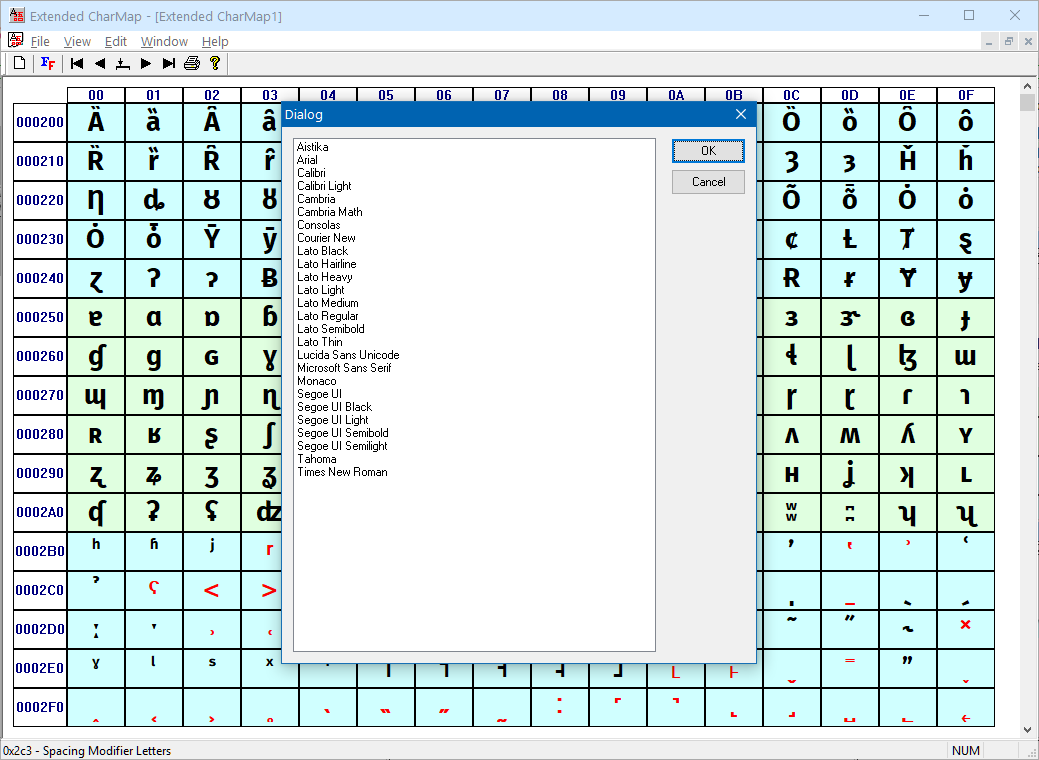 Extended CharMap - [Extended CharMap1]
File View Edit Window Help
00 01 02 03 04 05 06 07 08 09 0A 0B 0C 0D 0E 0F
Dialog
Aistika
Arial
Calibri
Calibri Light
Cambria
Cambria Math
Consolas
Courier New
Lato Black
Lato Hairline
Lato Heavy
Lato Light
Lato Medium
Lato Regular
Lato Semibold
Lato Thin
Lucida Sans Unicode
Microsoft Sans Serif
Monaco
Segoe UI
Segoe UI Black
Segoe UI Light
Segoe UI Semibold
Segoe UI Semilight
Tahoma
Times New Roman
OK
Cancel
000200 Ȁ ȁ Ȃ ȃ Ȍ ȍ Ȏ ȏ
000210 Ȑ ȑ Ȓ ȓ Ȝ ȝ Ȟ ȟ
000220 Ƞ ȡ Ȣ ȣ Ȭ ȭ Ȯ ȯ
000230 Ȱ ȱ Ȳ ȳ ȼ Ƚ Ⱦ ȿ
000240 ɀ Ɂ ɂ Ƀ Ɍ ɍ Ɏ ɏ
000250 ɐ ɑ ɒ ɓ ɜ ɝ ɞ ɟ
000260 ɠ ɡ ɢ ɣ ɬ ɭ ɮ ɯ
000270 ɰ ɱ ɲ ɳ ɼ ɽ ɾ ɿ
000280 ʀ ʁ ʂ ʃ ʌ ʍ ʎ ʏ
000290 ʐ ʑ ʒ ʓ ʜ ʝ ʞ ʟ
0002A0 ʠ ʡ ʢ ʣ ʬ ʭ ʮ ʯ
0002B0 ʰ ʱ ʲ ʳ ʼ ʽ ʾ ʿ
0002C0 ˀ ˁ ˂ ˃ ˌ ˍ ˎ ˏ
0002D0 ː ˑ ˒ ˓ ˜ ˝ ˞ ˟
0002E0 ˠ ˡ ˢ ˣ ˥ ˦ ˧ ˨ ˩ ˪ ˫ ˬ ˭ ˮ ˯
0002F0 ˰ ˱ ˲ ˳ ˴ ˵ ˶ ˷ ˸ ˹ ˺ ˻ ˼ ˽ ˾ ˿
0x2c3 - Spacing Modifier Letters
NUM